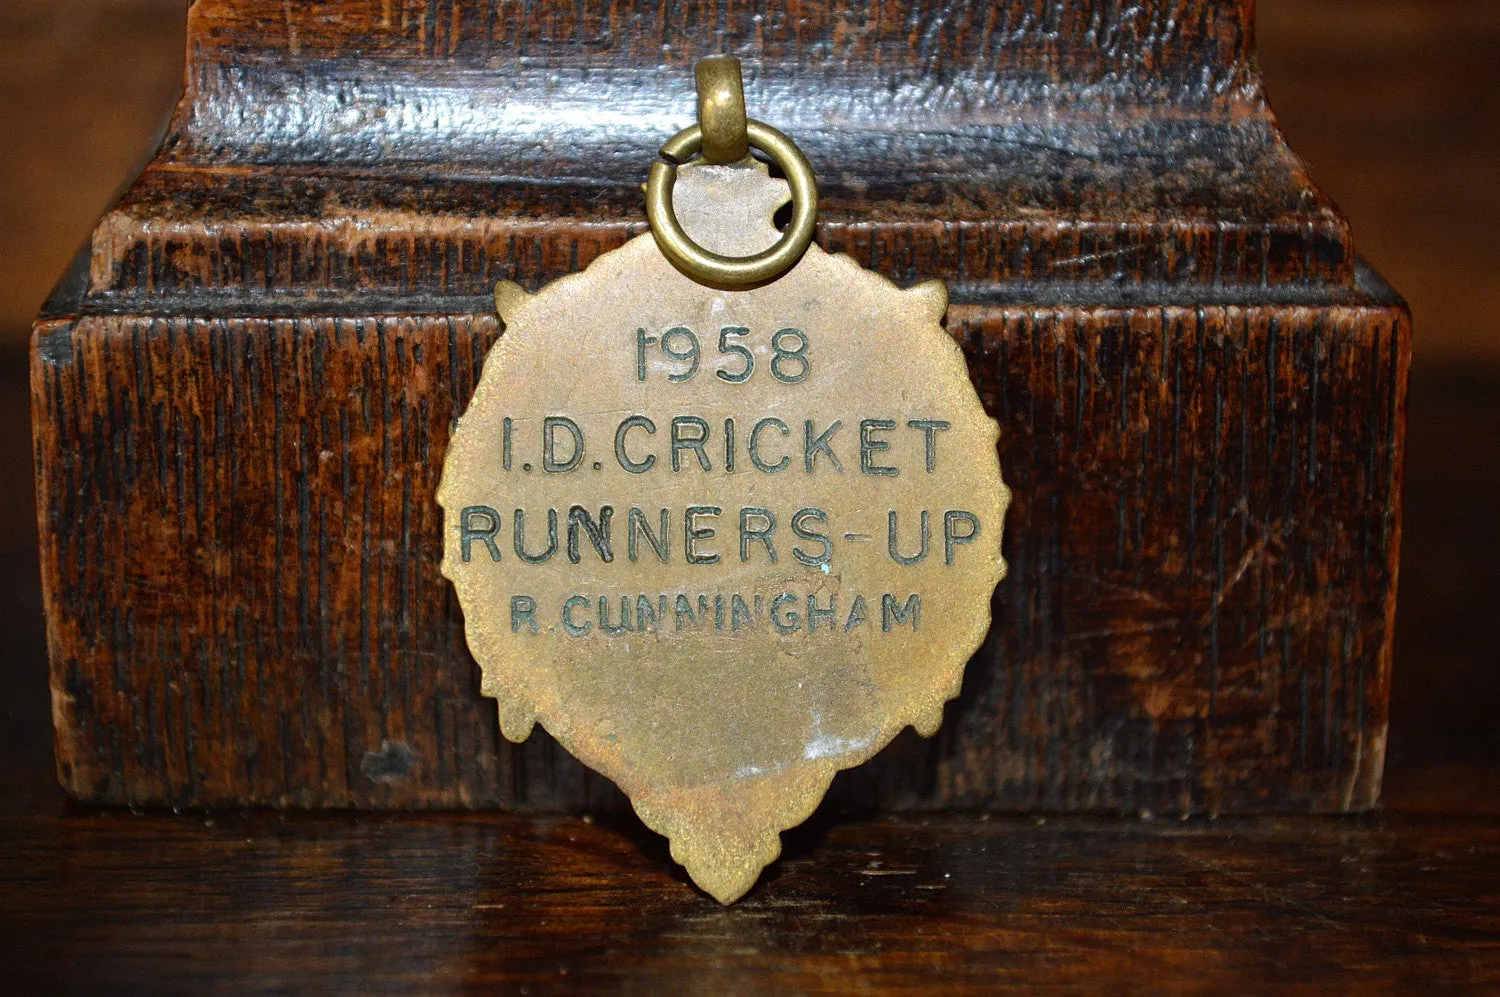 1958
I.D. CRICKET
RUNNERS-UP
R. CUNNINGHAM